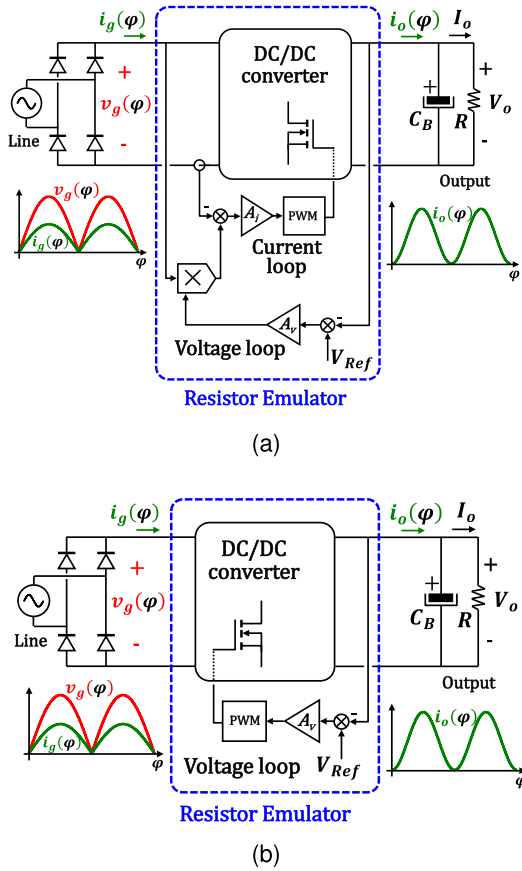 i_g(φ)
i_o(φ)
I_o
DC/DC
converter
+
v_g(φ)
-
Line
+
C_B
R
+
V_o
-
Output
v_g(φ)
i_g(φ)
φ
-
A_i
PWM
Current
loop
i_o(φ)
φ
×
A_v
-
Voltage loop
V_Ref
Resistor Emulator
(a)
i_g(φ)
i_o(φ)
I_o
DC/DC
converter
+
v_g(φ)
-
Line
+
C_B
R
+
V_o
-
Output
v_g(φ)
i_g(φ)
φ
PWM
A_v
-
Voltage loop
V_Ref
i_o(φ)
φ
Resistor Emulator
(b)